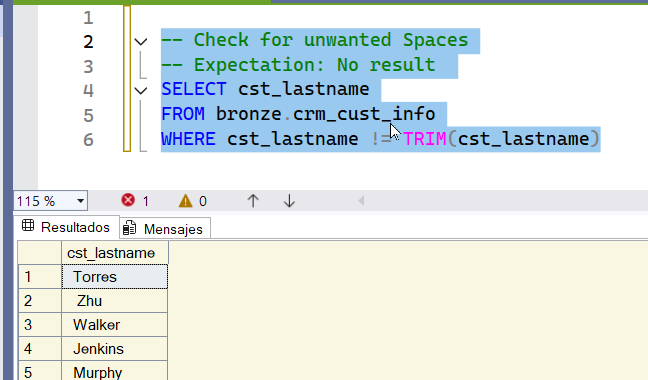 1
2 -- Check for unwanted Spaces
3 -- Expectation: No result
4 SELECT cst_lastname
5 FROM bronze.crm_cust_info
6 WHERE cst_lastname != TRIM(cst_lastname)
115 % 1 0
Resultados Mensajes
cst_lastname
1 Torres
2 Zhu
3 Walker
4 Jenkins
5 Murphy